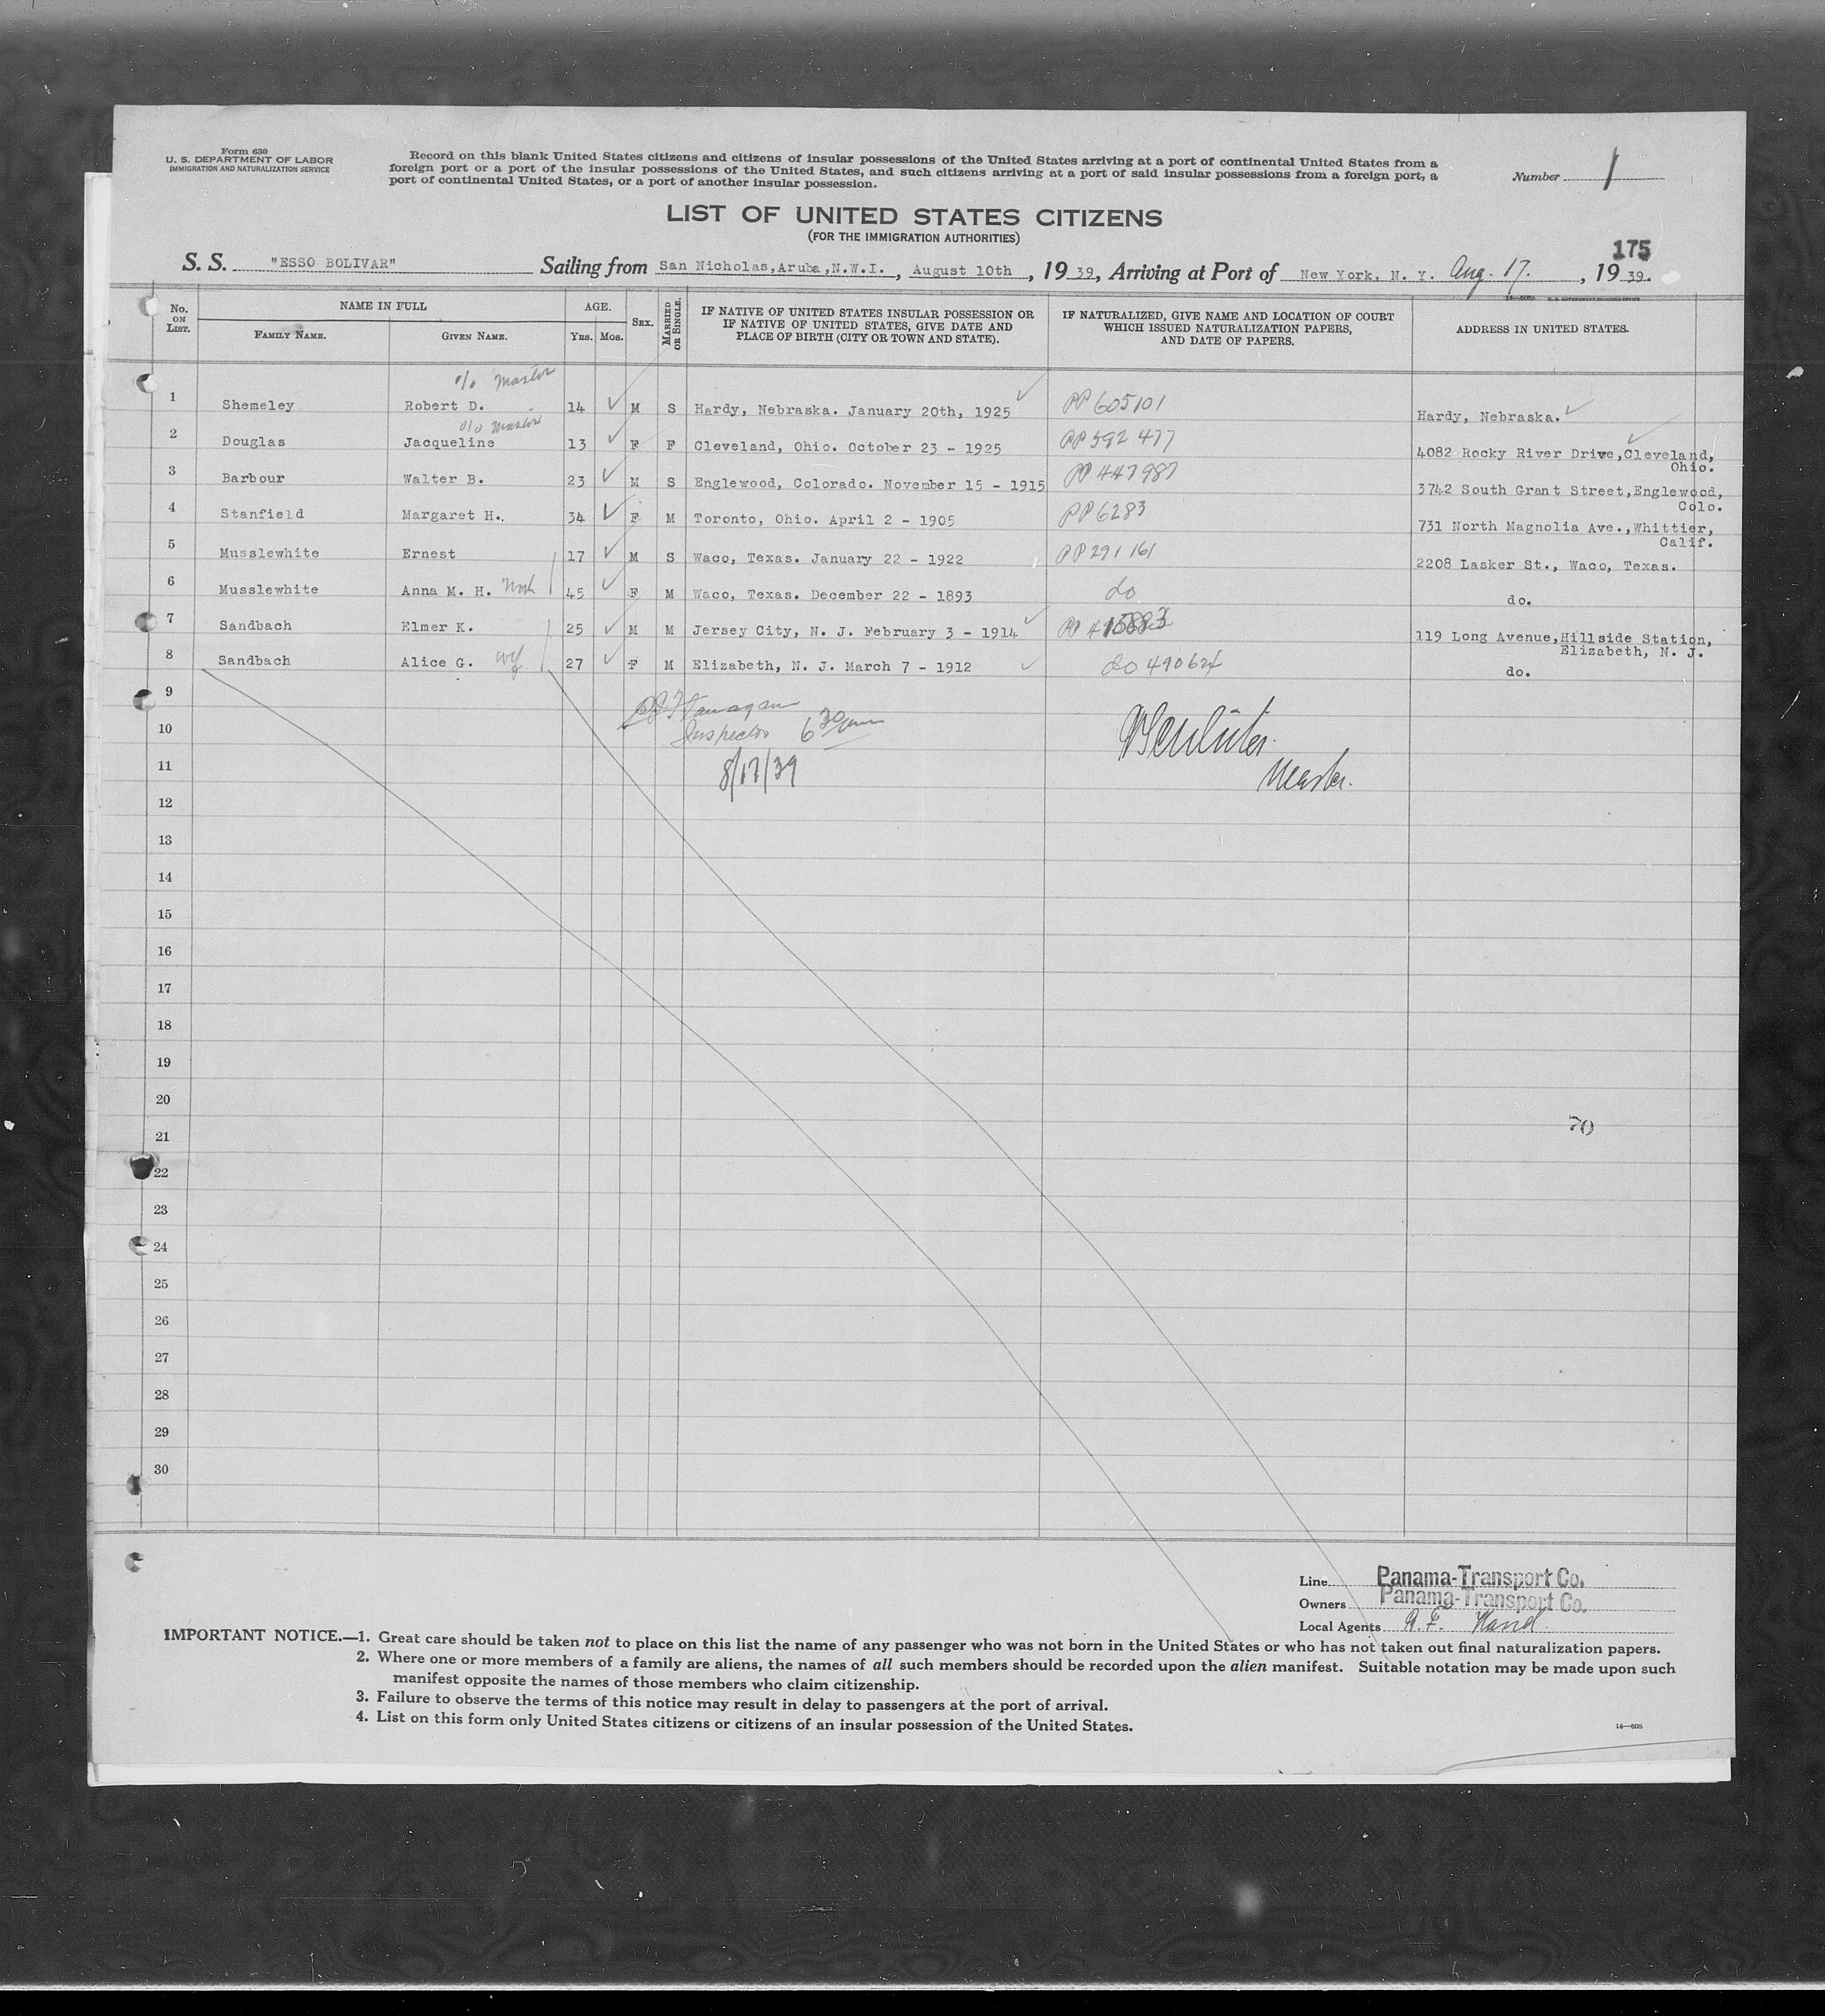 Form 630
U. S. DEPARTMENT OF LABOR
IMMIGRATION AND NATURALIZATION SERVICE
Record on this blank United States citizens and citizens of insular possessions of the United States arriving at a port of continental United States from a
foreign port or a port of the insular possessions of the United States, and such citizens arriving at a port of said insular possessions from a foreign port, a
port of continental United States, or a port of another insular possession.
Number 1
LIST OF UNITED STATES CITIZENS
(FOR THE IMMIGRATION AUTHORITIES)
175
S. S. "ESSO BOLIVAR" Sailing from San Nicholas,Aruba,N.W.I., August 10th, 1939, Arriving at Port of New York, N. Y. Aug. 17., 1939.
No. ON LIST. NAME IN FULL FAMILY NAME. GIVEN NAME. AGE. YRS. MOS. SEX. MARRIED OR SINGLE. IF NATIVE OF UNITED STATES INSULAR POSSESSION OR IF NATIVE OF UNITED STATES, GIVE DATE AND PLACE OF BIRTH (CITY OR TOWN AND STATE). IF NATURALIZED, GIVE NAME AND LOCATION OF COURT WHICH ISSUED NATURALIZATION PAPERS, AND DATE OF PAPERS. ADDRESS IN UNITED STATES.
% Master
1 Shemeley Robert D. 14 ✓ M S Hardy, Nebraska. January 20th, 1925 PP 605101 Hardy, Nebraska.
% Master
2 Douglas Jacqueline 13 ✓ F F Cleveland, Ohio. October 23 - 1925 PP 592 477 4082 Rocky River Drive,Cleveland,
Ohio.
3 Barbour Walter B. 23 ✓ M S Englewood, Colorado. November 15 - 1915 PP 447987 3742 South Grant Street,Englewood,
Colo.
4 Stanfield Margaret H. 34 ✓ F M Toronto, Ohio. April 2 - 1905 PP 6283 731 North Magnolia Ave.,Whittier,
Calif.
5 Musslewhite Ernest 17 ✓ M S Waco, Texas. January 22 - 1922 PP 291 161 2208 Lasker St., Waco, Texas.
6 Musslewhite Anna M. H. 45 ✓ F M Waco, Texas. December 22 - 1893 do do.
7 Sandbach Elmer K. 25 ✓ M M Jersey City, N. J. February 3 - 1914 PP 119 Long Avenue,Hillside Station,
Elizabeth, N. J.
8 Sandbach Alice G. wf 27 ✓ F M Elizabeth, N. J. March 7 - 1912 do 490624 do.
9
10 Inspector 6 30 am
11 8/17/39 Master.
12
13
14
15
16
17
18
19
20
70
21
22
23
24
25
26
27
28
29
30
Line Panama-Transport Co.
Owners Panama-Transport Co.
Local Agents
IMPORTANT NOTICE.—1. Great care should be taken not to place on this list the name of any passenger who was not born in the United States or who has not taken out final naturalization papers.
2. Where one or more members of a family are aliens, the names of all such members should be recorded upon the alien manifest. Suitable notation may be made upon such
manifest opposite the names of those members who claim citizenship.
3. Failure to observe the terms of this notice may result in delay to passengers at the port of arrival.
4. List on this form only United States citizens or citizens of an insular possession of the United States.
14—608